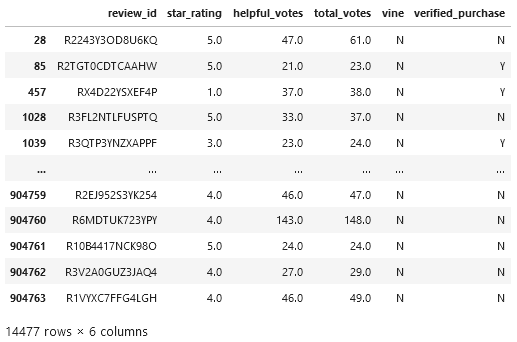 review_id star_rating helpful_votes total_votes vine verified_purchase
28 R2243Y3OD8U6KQ 5.0 47.0 61.0 N N
85 R2TGT0CDTCAAHW 5.0 21.0 23.0 N Y
457 RX4D22YSXEF4P 1.0 37.0 38.0 N Y
1028 R3FL2NTLFUSPTQ 5.0 33.0 37.0 N N
1039 R3QTP3YNZXAPPF 3.0 23.0 24.0 N Y
... ... ... ... ... ... ...
904759 R2EJ952S3YK254 4.0 46.0 47.0 N N
904760 R6MDTUK723YPY 4.0 143.0 148.0 N N
904761 R10B4417NCK98O 5.0 24.0 24.0 N N
904762 R3V2A0GUZ3JAQ4 4.0 27.0 29.0 N N
904763 R1VYXC7FFG4LGH 4.0 46.0 49.0 N N
14477 rows × 6 columns